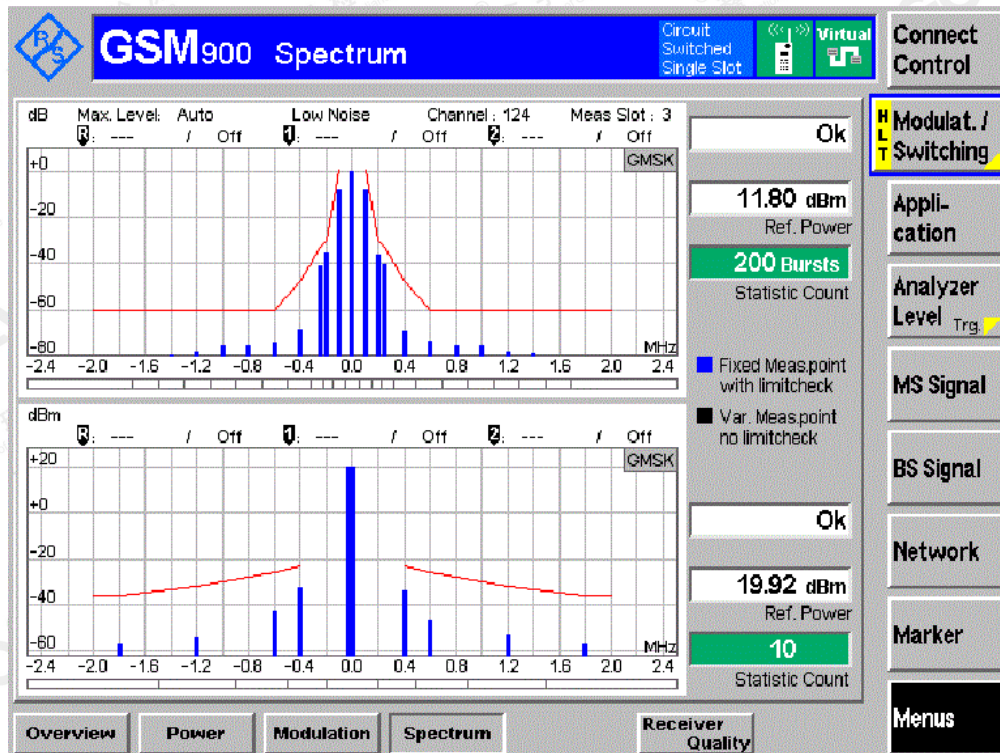 R&S
GSM900 Spectrum
Circuit Switched Single Slot
Virtual
Connect Control
dB Max. Level: Auto Low Noise Channel : 124 Meas Slot : 3
R: --- / Off 1: --- / Off 2: --- / Off
GMSK
+0
-20
-40
-60
-80
MHz
-2.4 -2.0 -1.6 -1.2 -0.8 -0.4 0.0 0.4 0.8 1.2 1.6 2.0 2.4
Ok
11.80 dBm
Ref. Power
200 Bursts
Statistic Count
Fixed Meas.point
with limitcheck
Var. Meas.point
no limitcheck
dBm
R: --- / Off 1: --- / Off 2: --- / Off
GMSK
+20
+0
-20
-40
-60
MHz
-2.4 -2.0 -1.6 -1.2 -0.8 -0.4 0.0 0.4 0.8 1.2 1.6 2.0 2.4
Ok
19.92 dBm
Ref. Power
10
Statistic Count
HLT
Modulat. /
Switching
Appli-
cation
Analyzer
Level Trg.
MS Signal
BS Signal
Network
Marker
Menus
Overview
Power
Modulation
Spectrum
Receiver
Quality